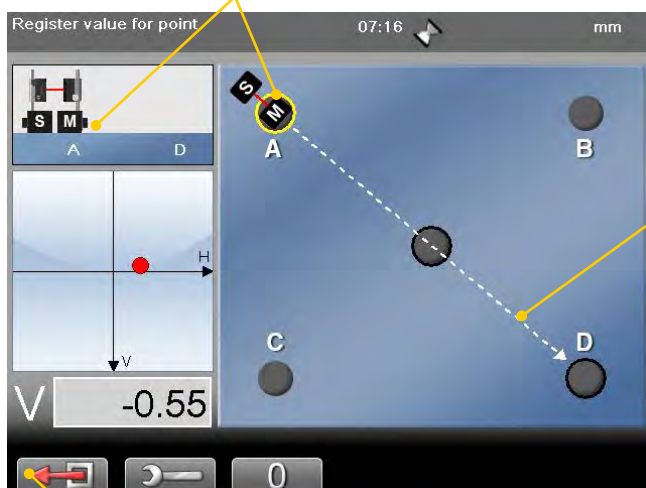 Register value for point
07:16
mm
S M
A D
S
M
A
B
H
V
C
D
V -0.55
0